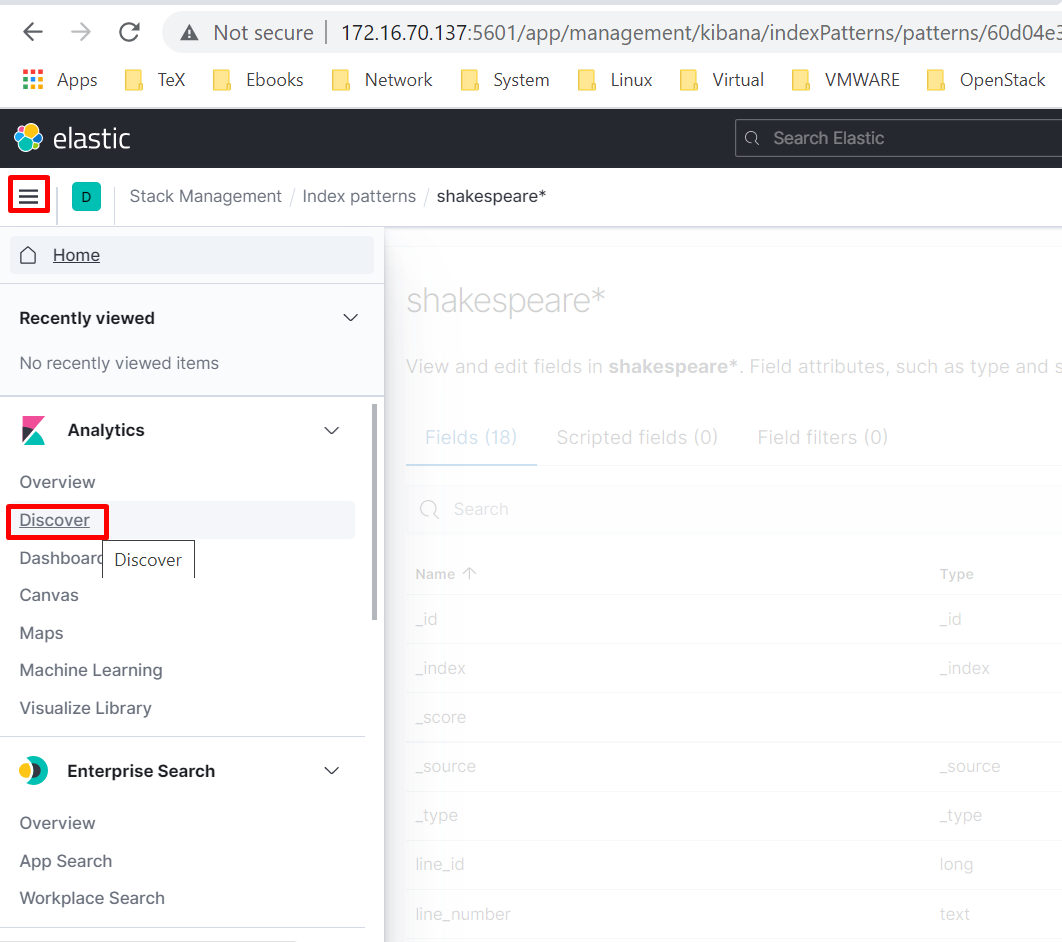 Not secure | 172.16.70.137:5601/app/management/kibana/indexPatterns/patterns/60d04e3
Apps TeX Ebooks Network System Linux Virtual VMWARE OpenStack
elastic Search Elastic
D Stack Management / Index patterns / shakespeare*
Home
Recently viewed
No recently viewed items
Analytics
Overview
Discover
Dashboard
Discover
Canvas
Maps
Machine Learning
Visualize Library
Enterprise Search
Overview
App Search
Workplace Search
shakespeare*
View and edit fields in shakespeare*. Field attributes, such as type and s
Fields (18) Scripted fields (0) Field filters (0)
Search
Name Type
_id _id
_index _index
_score
_source _source
_type _type
line_id long
line_number text